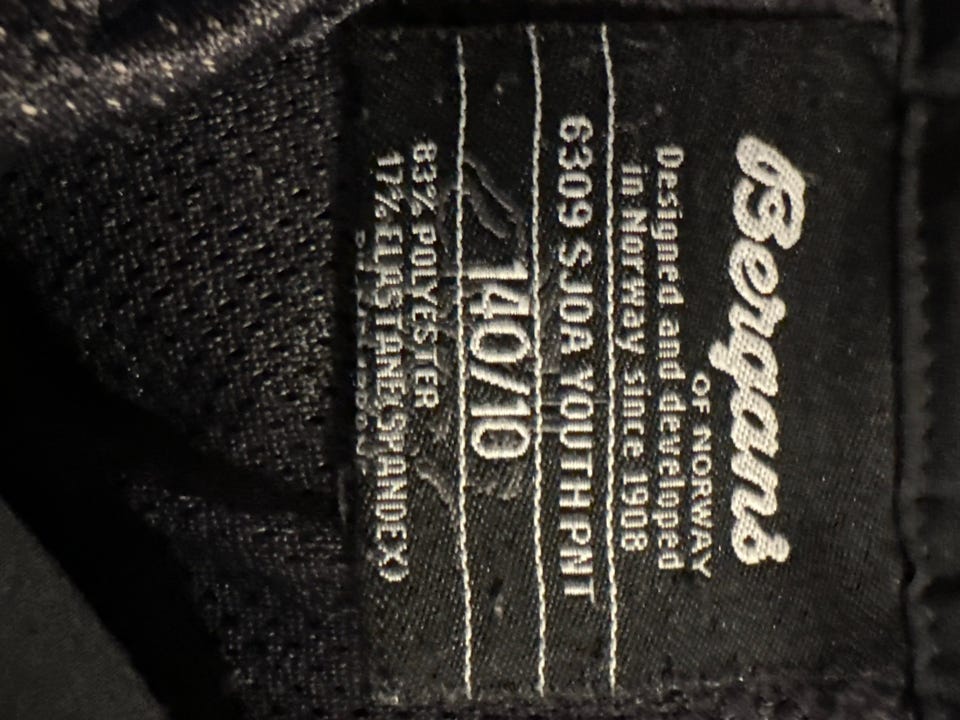 Bergans
OF NORWAY
Designed and developed
in Norway since 1908
6309 SJOA YOUTH PNT
140/10
83% POLYESTER
17% ELASTANE(SPANDEX)